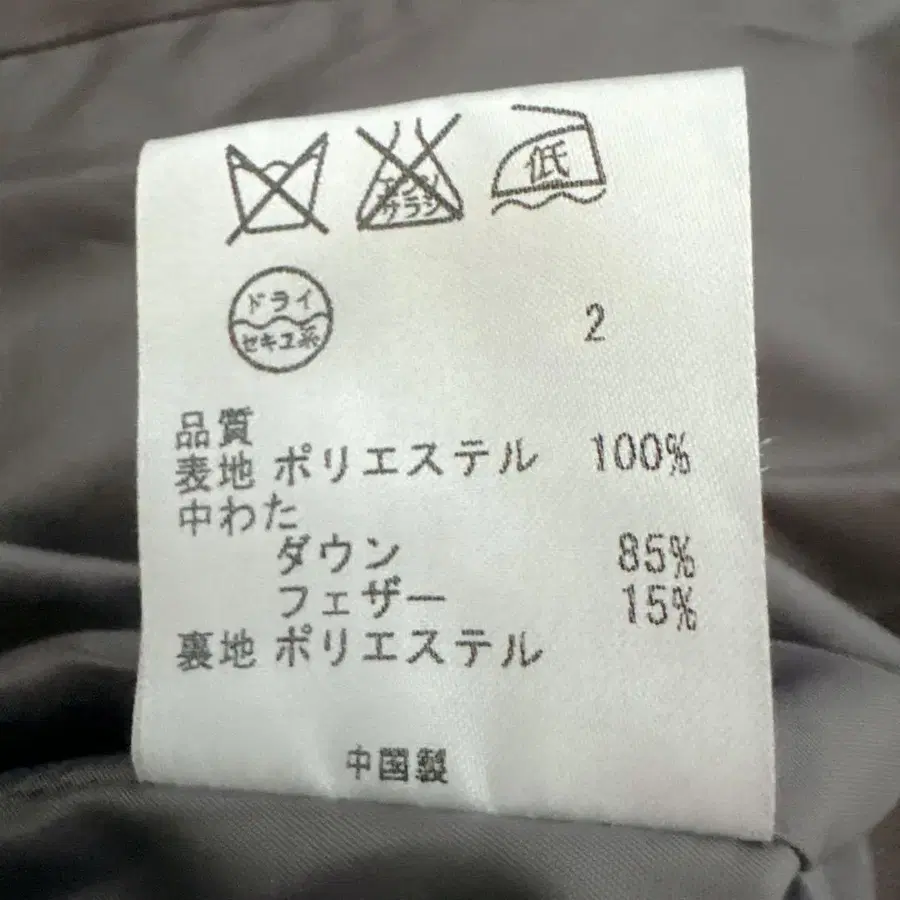 エンソ
サラシ
低
ドライ
セキユ系
2
品質
表地 ポリエステル 100%
中わた
ダウン 85%
フェザー 15%
裏地 ポリエステル
中国製